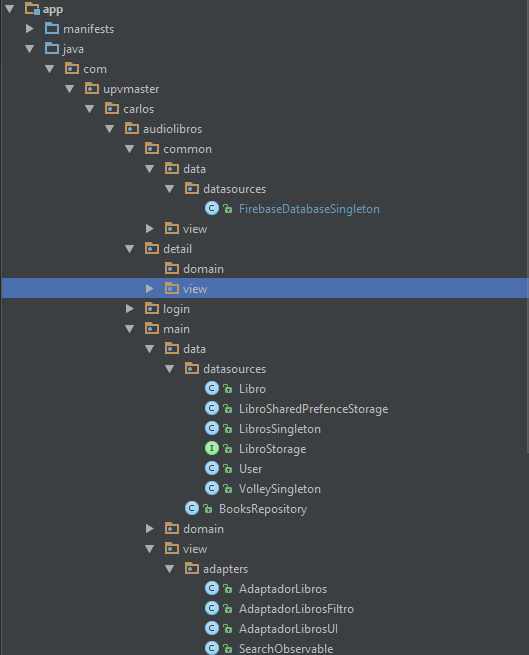 app
manifests
java
com
upvmaster
carlos
audiolibros
common
data
datasources
C FirebaseDatabaseSingleton
view
detail
domain
view
login
main
data
datasources
C Libro
C LibroSharedPrefenceStorage
C LibrosSingleton
I LibroStorage
C User
C VolleySingleton
C BooksRepository
domain
view
adapters
C AdaptadorLibros
C AdaptadorLibrosFiltro
C AdaptadorLibrosUI
C SearchObservable